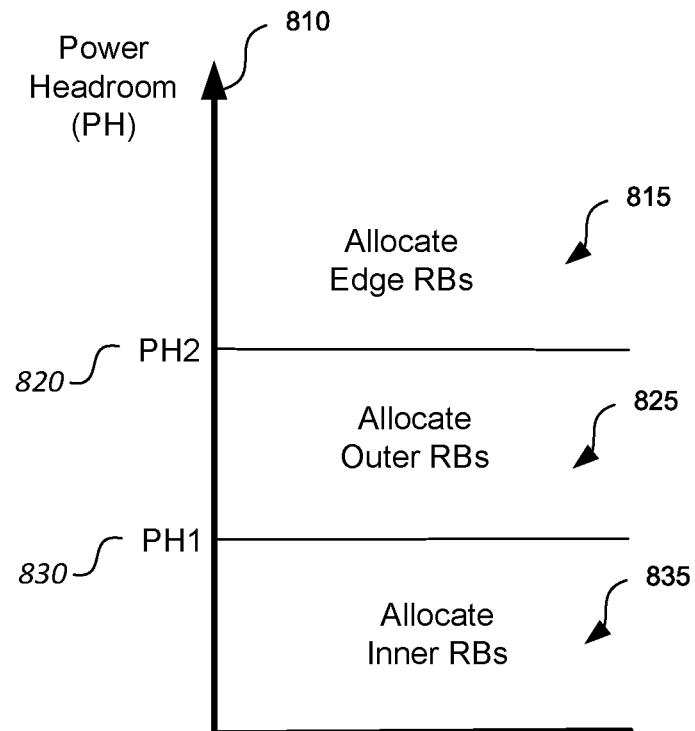 810
Power
Headroom
(PH)
815
Allocate
Edge RBs
PH2
820
825
Allocate
Outer RBs
PH1
830
835
Allocate
Inner RBs